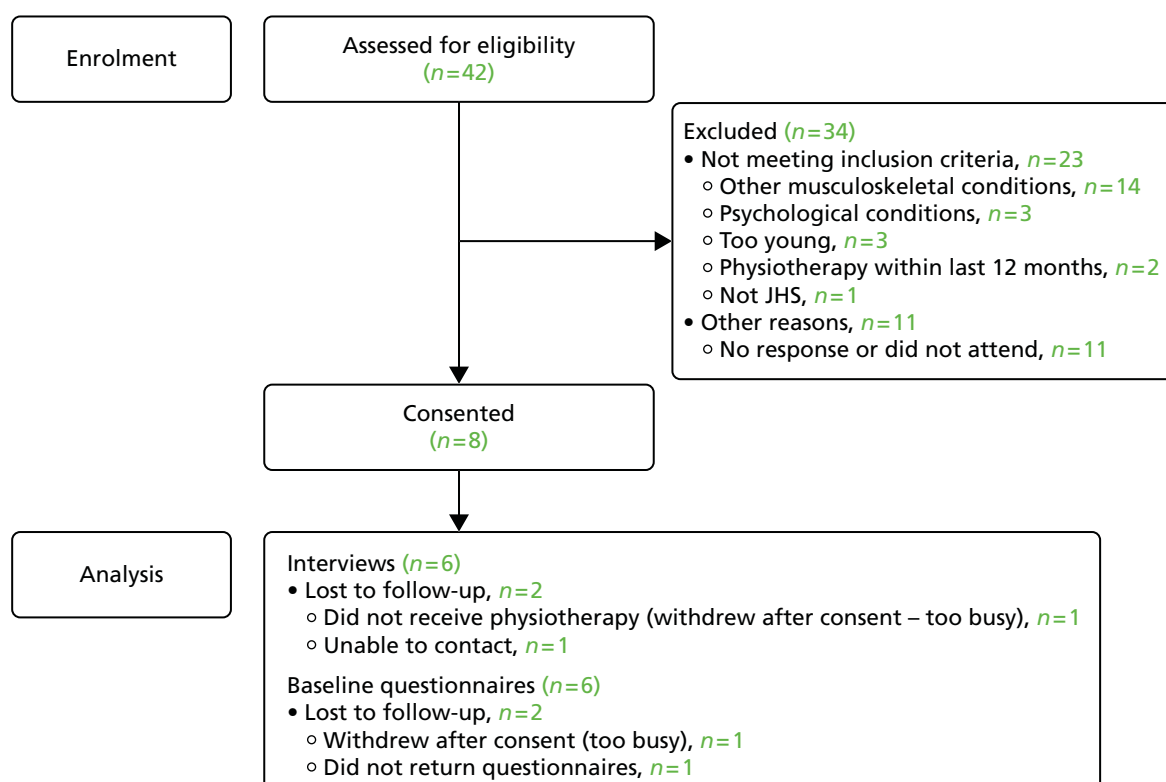 Enrolment
Assessed for eligibility
(n=42)
Excluded (n=34)
• Not meeting inclusion criteria, n=23
○ Other musculoskeletal conditions, n=14
○ Psychological conditions, n=3
○ Too young, n=3
○ Physiotherapy within last 12 months, n=2
○ Not JHS, n=1
• Other reasons, n=11
○ No response or did not attend, n=11
Consented
(n=8)
Analysis
Interviews (n=6)
• Lost to follow-up, n=2
○ Did not receive physiotherapy (withdrew after consent – too busy), n=1
○ Unable to contact, n=1
Baseline questionnaires (n=6)
• Lost to follow-up, n=2
○ Withdrew after consent (too busy), n=1
○ Did not return questionnaires, n=1